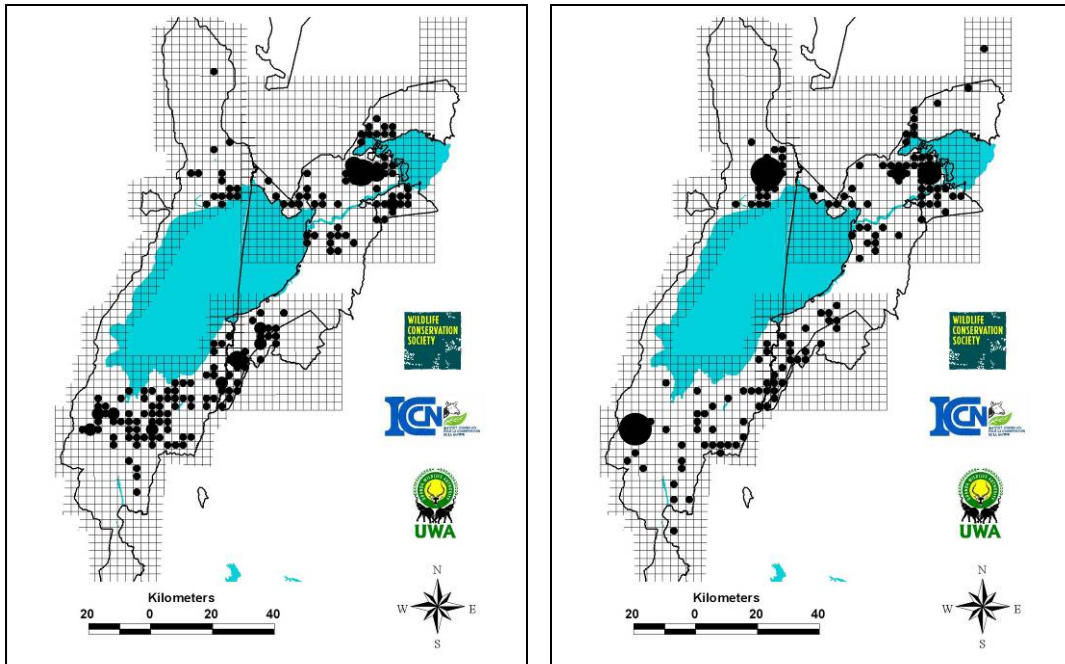 WILDLIFE
CONSERVATION
SOCIETY
ICCN
UWA
N
W E
S
Kilometers
20 0 20 40
WILDLIFE
CONSERVATION
SOCIETY
ICCN
UWA
N
W E
S
Kilometers
20 0 20 40